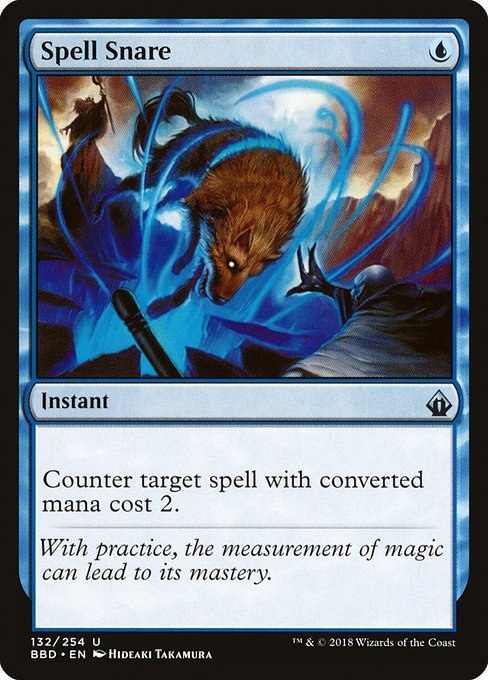 Spell Snare
Instant
Counter target spell with converted
mana cost 2.
With practice, the measurement of magic
can lead to its mastery.
132/254 U
BBD • EN HIDEAKI TAKAMURA
™ & © 2018 Wizards of the Coast